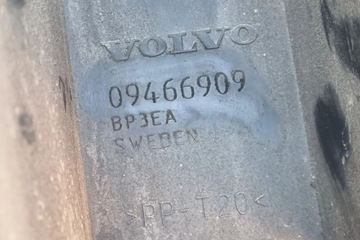 VOLVO
09466909
BP3EA
SWEDEN
>PP-T20<